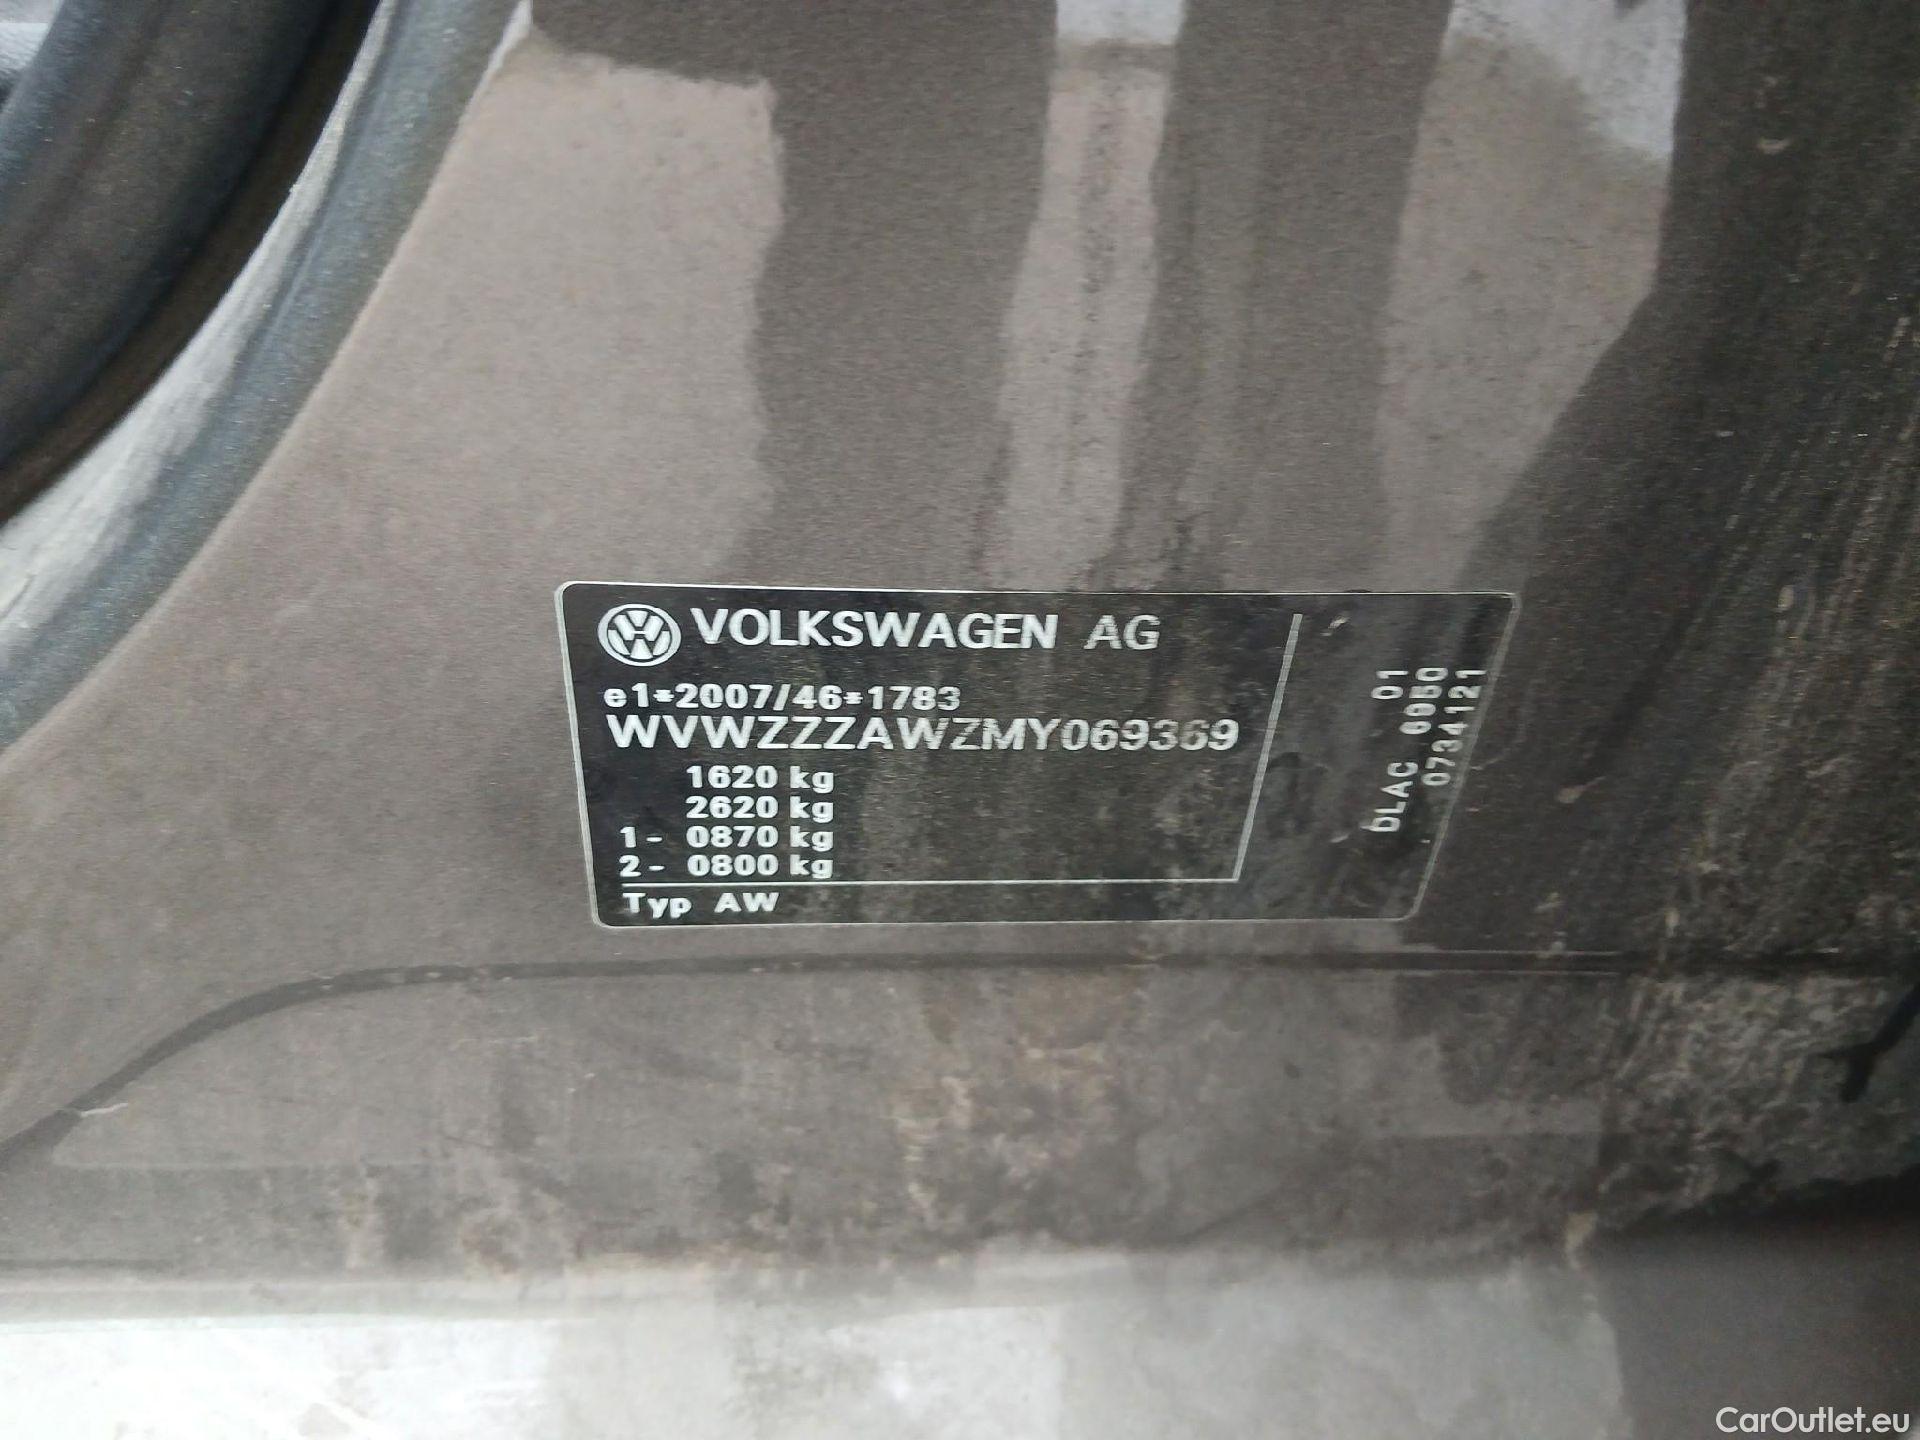 VOLKSWAGEN AG
e1*2007/46*1783
WVWZZZAWZMY069369
1620 kg
2620 kg
1- 0870 kg
2- 0800 kg
Typ AW
01
DLAC 6950
0734121
CarOutlet.eu